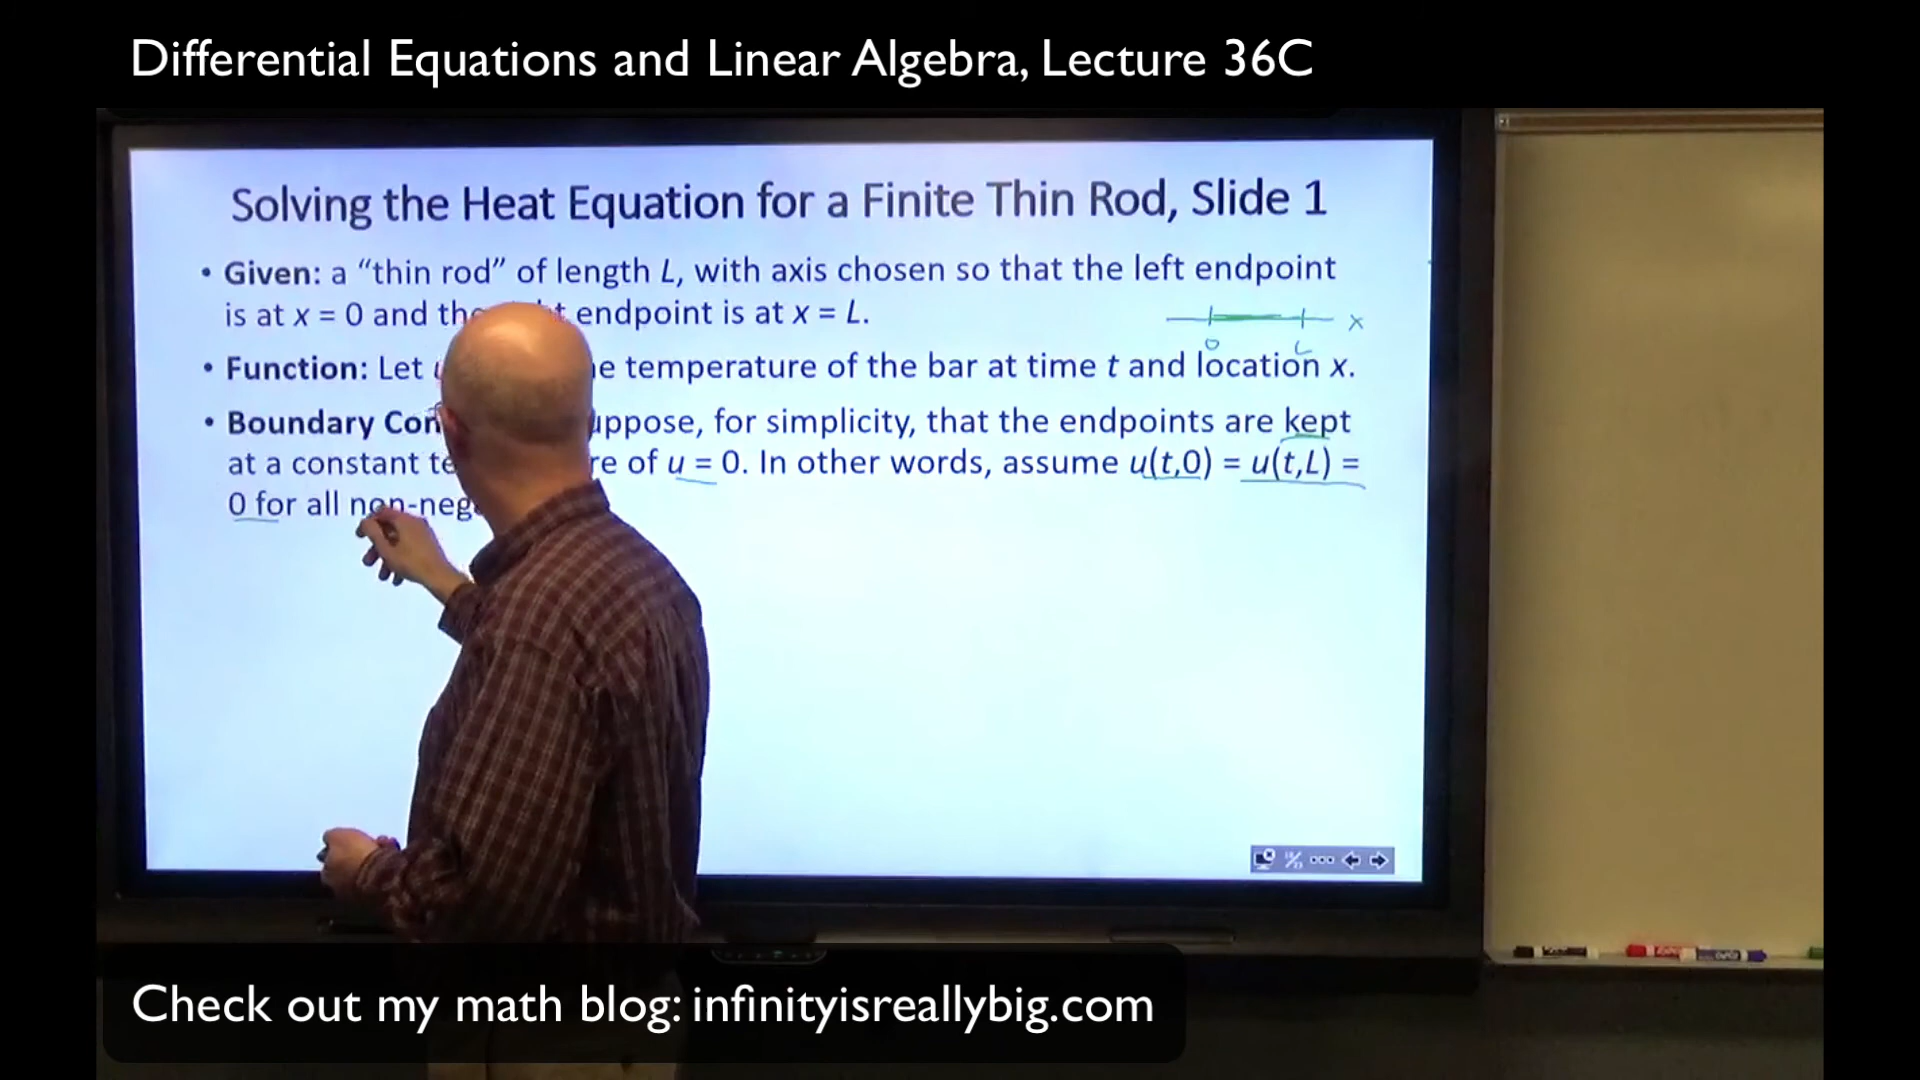 Differential Equations and Linear Algebra, Lecture 36C
Solving the Heat Equation for a Finite Thin Rod, Slide 1
• Given: a “thin rod” of length L, with axis chosen so that the left endpoint
is at x = 0 and the endpoint is at x = L.
x
0 L
• Function: Let temperature of the bar at time t and location x.
• Boundary for simplicity, that the endpoints are kept
at a constant of u = 0. In other words, assume u(t,0) = u(t,L) =
0 for all
Check out my math blog: infinityisreallybig.com